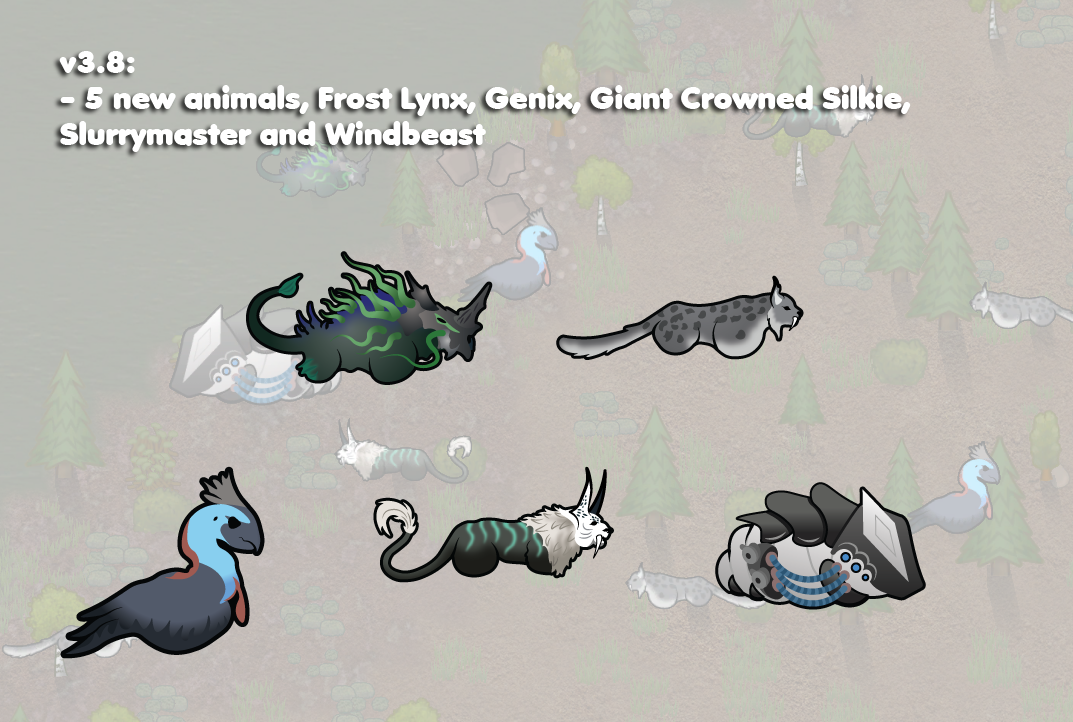 v3.8:
- 5 new animals, Frost Lynx, Genix, Giant Crowned Silkie,
Slurrymaster and Windbeast